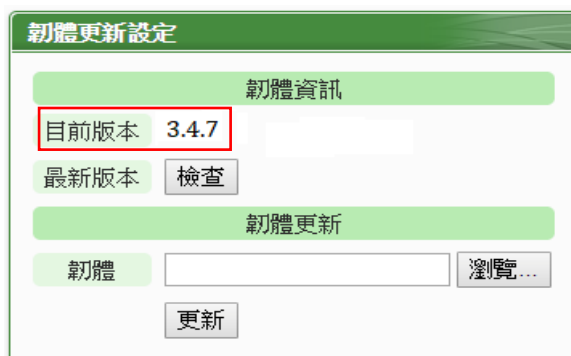 韌體更新設定
韌體資訊
目前版本 3.4.7
最新版本 檢查
韌體更新
韌體 瀏覽...
更新